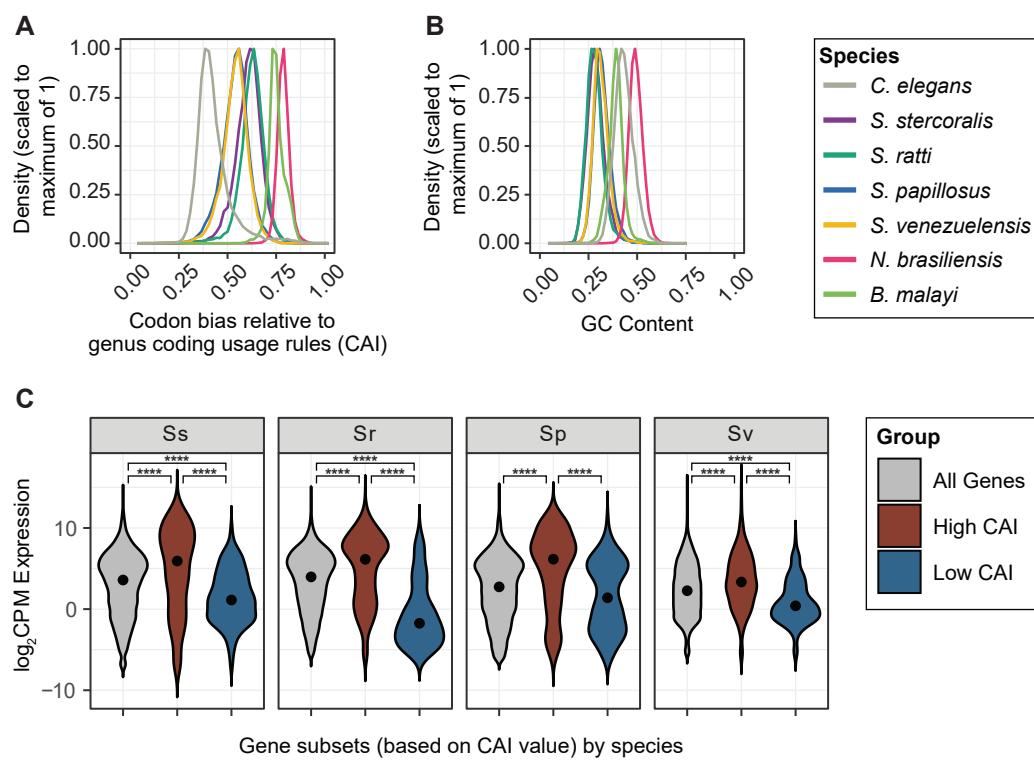 A
Density (scaled to
maximum of 1)
1.00
0.75
0.50
0.25
0.00
0.00
0.25
0.50
0.75
1.00
Codon bias relative to
genus coding usage rules (CAI)
B
Density (scaled to
maximum of 1)
1.00
0.75
0.50
0.25
0.00
0.00
0.25
0.50
0.75
1.00
GC Content
Species
C. elegans
S. stercoralis
S. ratti
S. papillosus
S. venezuelensis
N. brasiliensis
B. malayi
C
log₂CPM Expression
10
0
−10
Ss
****
**** ****
Sr
****
**** ****
Sp
**** ****
Sv
****
**** ****
Gene subsets (based on CAI value) by species
Group
All Genes
High CAI
Low CAI